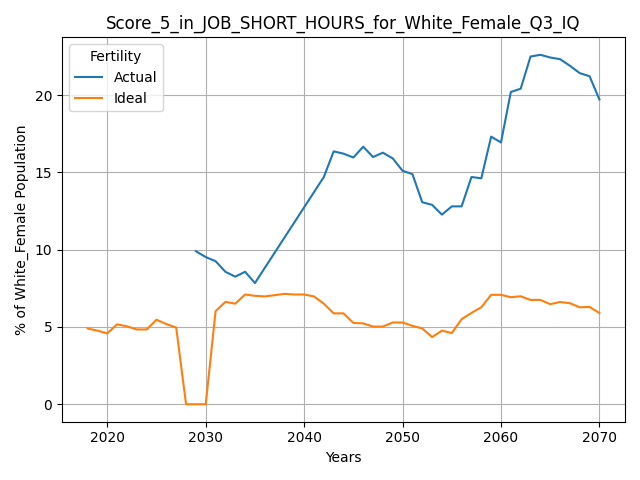 Score_5_in_JOB_SHORT_HOURS_for_White_Female_Q3_IQ
Fertility
Actual
Ideal
% of White_Female Population
20
15
10
5
0
2020 2030 2040 2050 2060 2070
Years